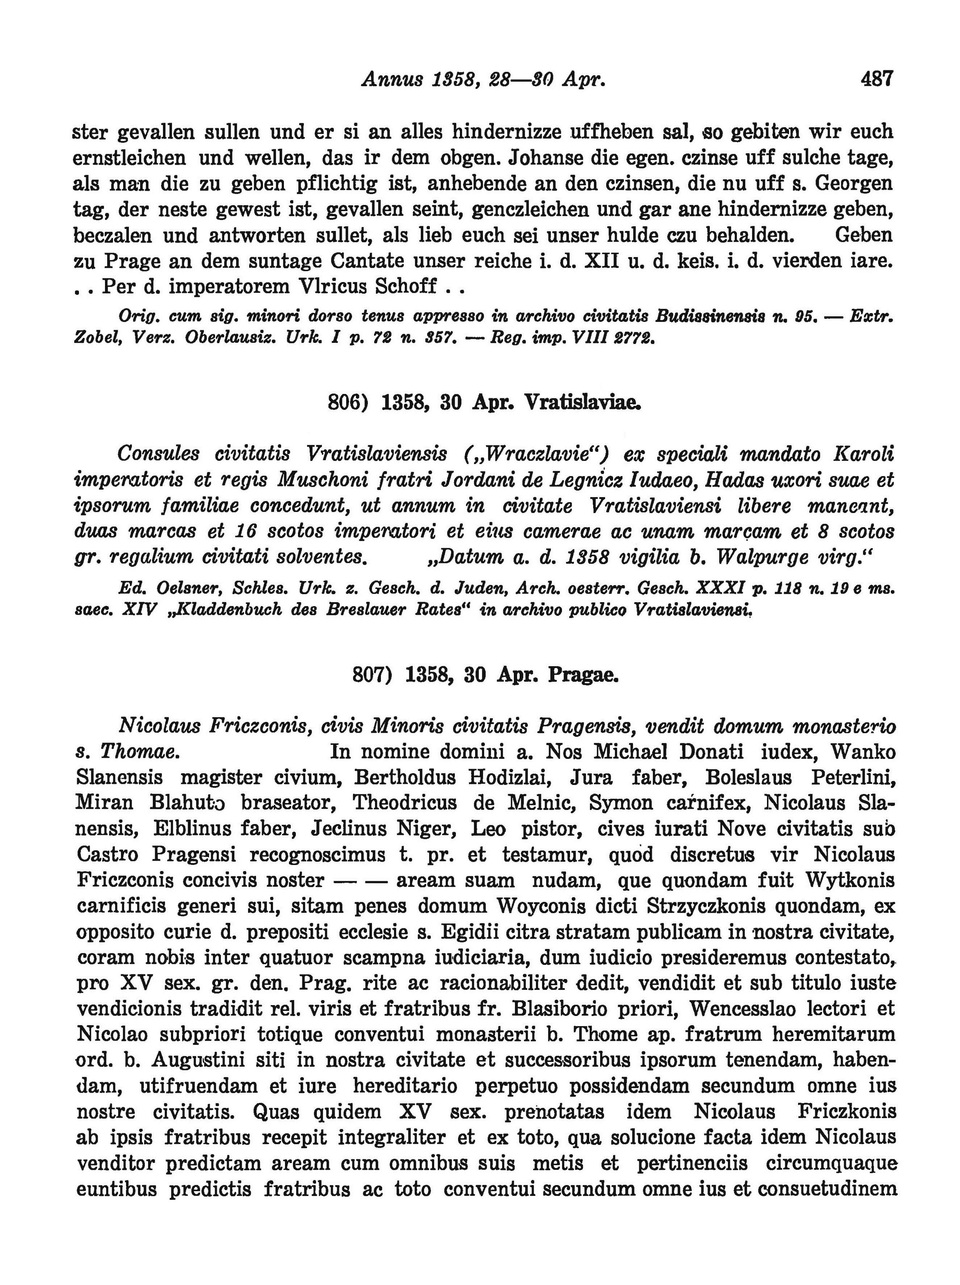 Annus 1358, 28—30 Apr. 487
ster gevallen sullen und er si an alles hindernizze uffheben sal, so gebiten wir euch
ernstleichen und wellen, das ir dem obgen. Johanse die egen. czinse uff sulche tage,
als man die zu geben pflichtig ist, anhebende an den czinsen, die nu uff s. Georgen
tag, der neste gewest ist, gevallen seint, genczleichen und gar ane hindernizze geben,
beczalen und antworten sullet, als lieb euch sei unser hulde czu behalden. Geben
zu Prage an dem suntage Cantate unser reiche i. d. XII u. d. keis. i. d. vierden iare.
. . Per d. imperatorem Vlricus Schoff . .
Orig. cum sig. minori dorso tenus appresso in archivo civitatis Budissinensis n. 95. — Extr.
Zobel, Verz. Oberlausiz. Urk. I p. 72 n. 357. — Reg. imp. VIII 2772.
806) 1358, 30 Apr. Vratislaviae.
Consules civitatis Vratislaviensis („Wraczlavie“) ex speciali mandato Karoli
imperatoris et regis Muschoni fratri Jordani de Legnicz Iudaeo, Hadas uxori suae et
ipsorum familiae concedunt, ut annum in civitate Vratislaviensi libere maneant,
duas marcas et 16 scotos imperatori et eius camerae ac unam marcam et 8 scotos
gr. regalium civitati solventes. „Datum a. d. 1358 vigilia b. Walpurge virg.“
Ed. Oelsner, Schles. Urk. z. Gesch. d. Juden, Arch. oesterr. Gesch. XXXI p. 118 n. 19 e ms.
saec. XIV „Kladdenbuch des Breslauer Rates“ in archivo publico Vratislaviensi.
807) 1358, 30 Apr. Pragae.
Nicolaus Friczconis, civis Minoris civitatis Pragensis, vendit domum monasterio
s. Thomae. In nomine domini a. Nos Michael Donati iudex, Wanko
Slanensis magister civium, Bertholdus Hodizlai, Jura faber, Boleslaus Peterlini,
Miran Blahuto braseator, Theodricus de Melnic, Symon carnifex, Nicolaus Sla-
nensis, Elblinus faber, Jeclinus Niger, Leo pistor, cives iurati Nove civitatis sub
Castro Pragensi recognoscimus t. pr. et testamur, quod discretus vir Nicolaus
Friczconis concivis noster — — aream suam nudam, que quondam fuit Wytkonis
carnificis generi sui, sitam penes domum Woyconis dicti Strzyczkonis quondam, ex
opposito curie d. prepositi ecclesie s. Egidii citra stratam publicam in nostra civitate,
coram nobis inter quatuor scampna iudiciaria, dum iudicio presideremus contestato,
pro XV sex. gr. den. Prag. rite ac racionabiliter dedit, vendidit et sub titulo iuste
vendicionis tradidit rel. viris et fratribus fr. Blasiborio priori, Wencesslao lectori et
Nicolao subpriori totique conventui monasterii b. Thome ap. fratrum heremitarum
ord. b. Augustini siti in nostra civitate et successoribus ipsorum tenendam, haben-
dam, utifruendam et iure hereditario perpetuo possidendam secundum omne ius
nostre civitatis. Quas quidem XV sex. prenotatas idem Nicolaus Friczkonis
ab ipsis fratribus recepit integraliter et ex toto, qua solucione facta idem Nicolaus
venditor predictam aream cum omnibus suis metis et pertinenciis circumquaque
euntibus predictis fratribus ac toto conventui secundum omne ius et consuetudinem